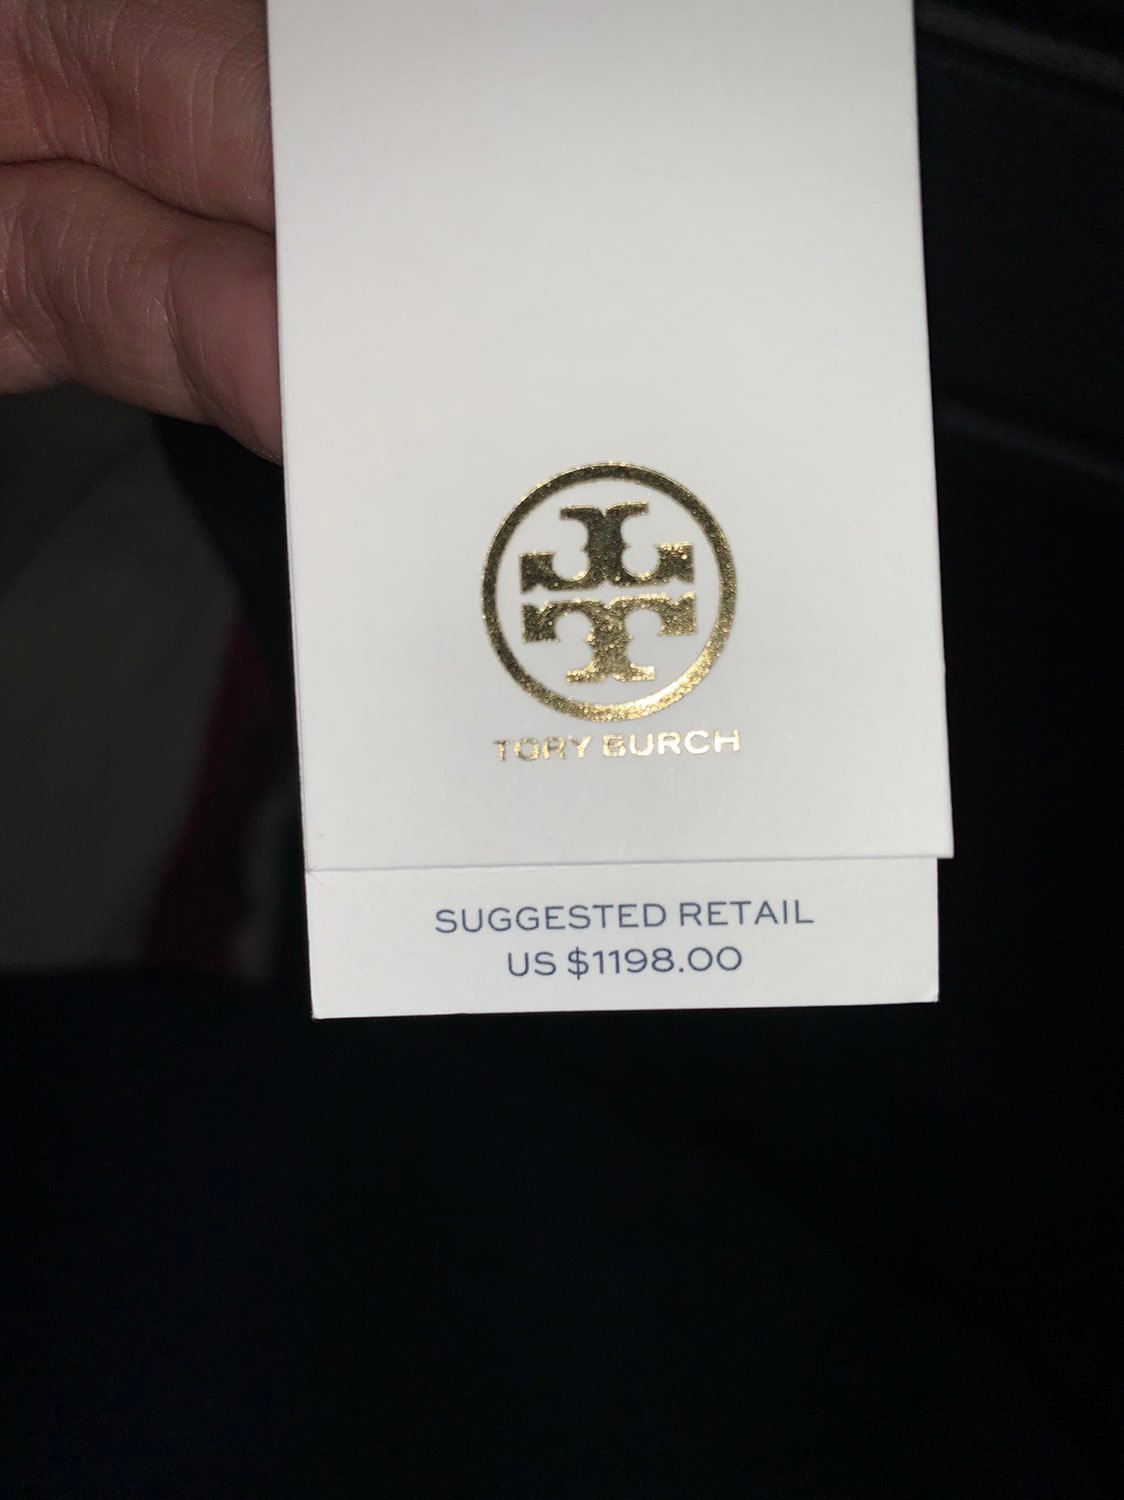 TORY BURCH
SUGGESTED RETAIL
US $1198.00